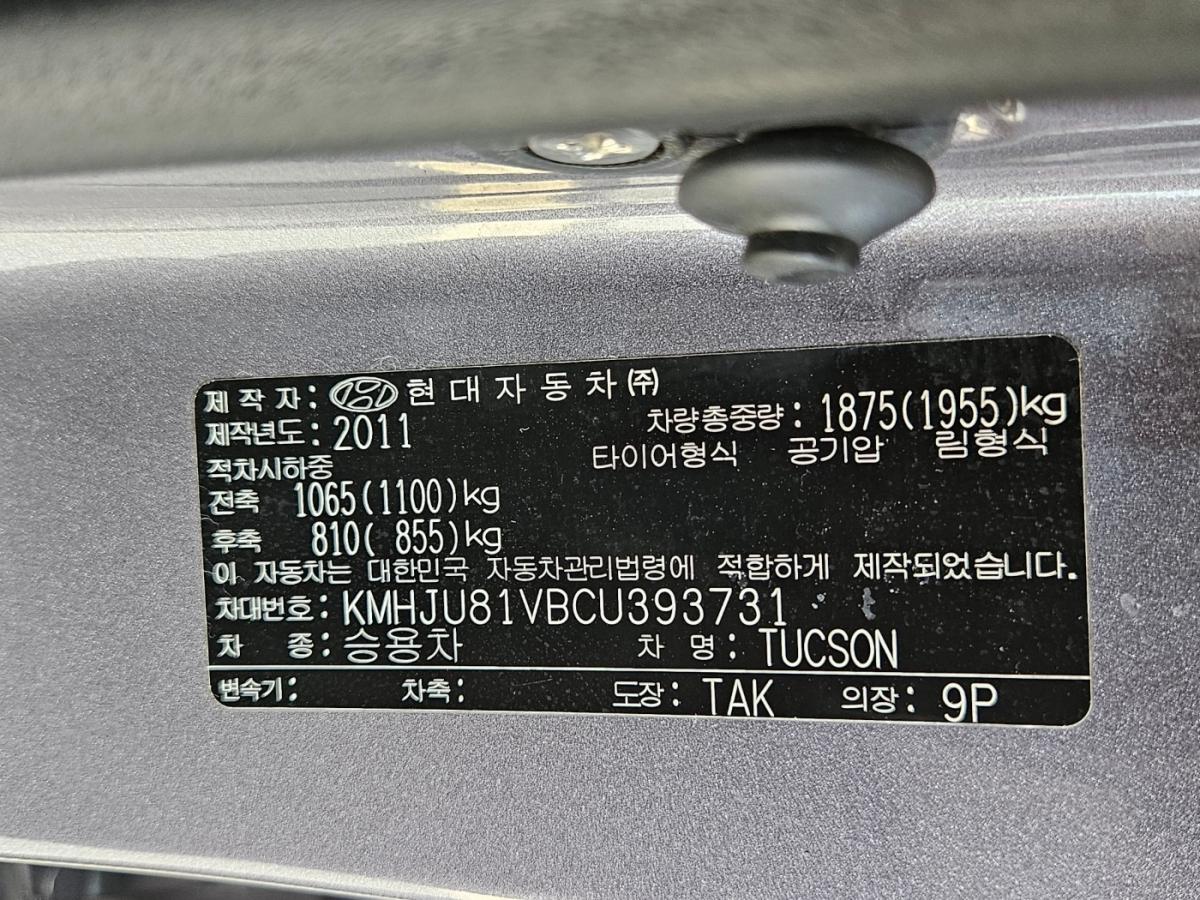 제 작 자: 현 대 자 동 차 ㈜
제작년도: 2011 차량총중량: 1875(1955)kg
적차시하중 타이어형식 공기압 림형식
전축 1065(1100)kg
후축 810( 855)kg
이 자동차는 대한민국 자동차관리법령에 적합하게 제작되었습니다.
차대번호: KMHJU81VBCU393731
차 종: 승용차 차 명: TUCSON
변속기: 차축: 도장: TAK 의장: 9P